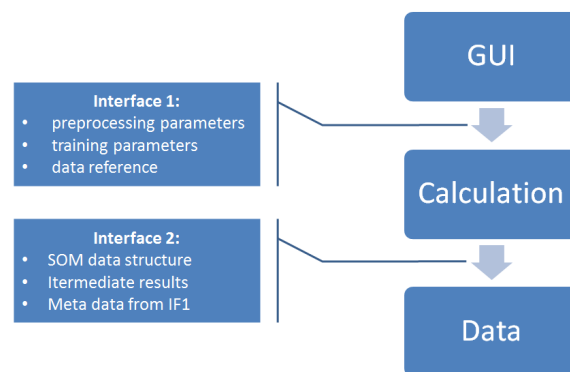 GUI
Interface 1:
• preprocessing parameters
• training parameters
• data reference
Calculation
Interface 2:
• SOM data structure
• Itermediate results
• Meta data from IF1
Data